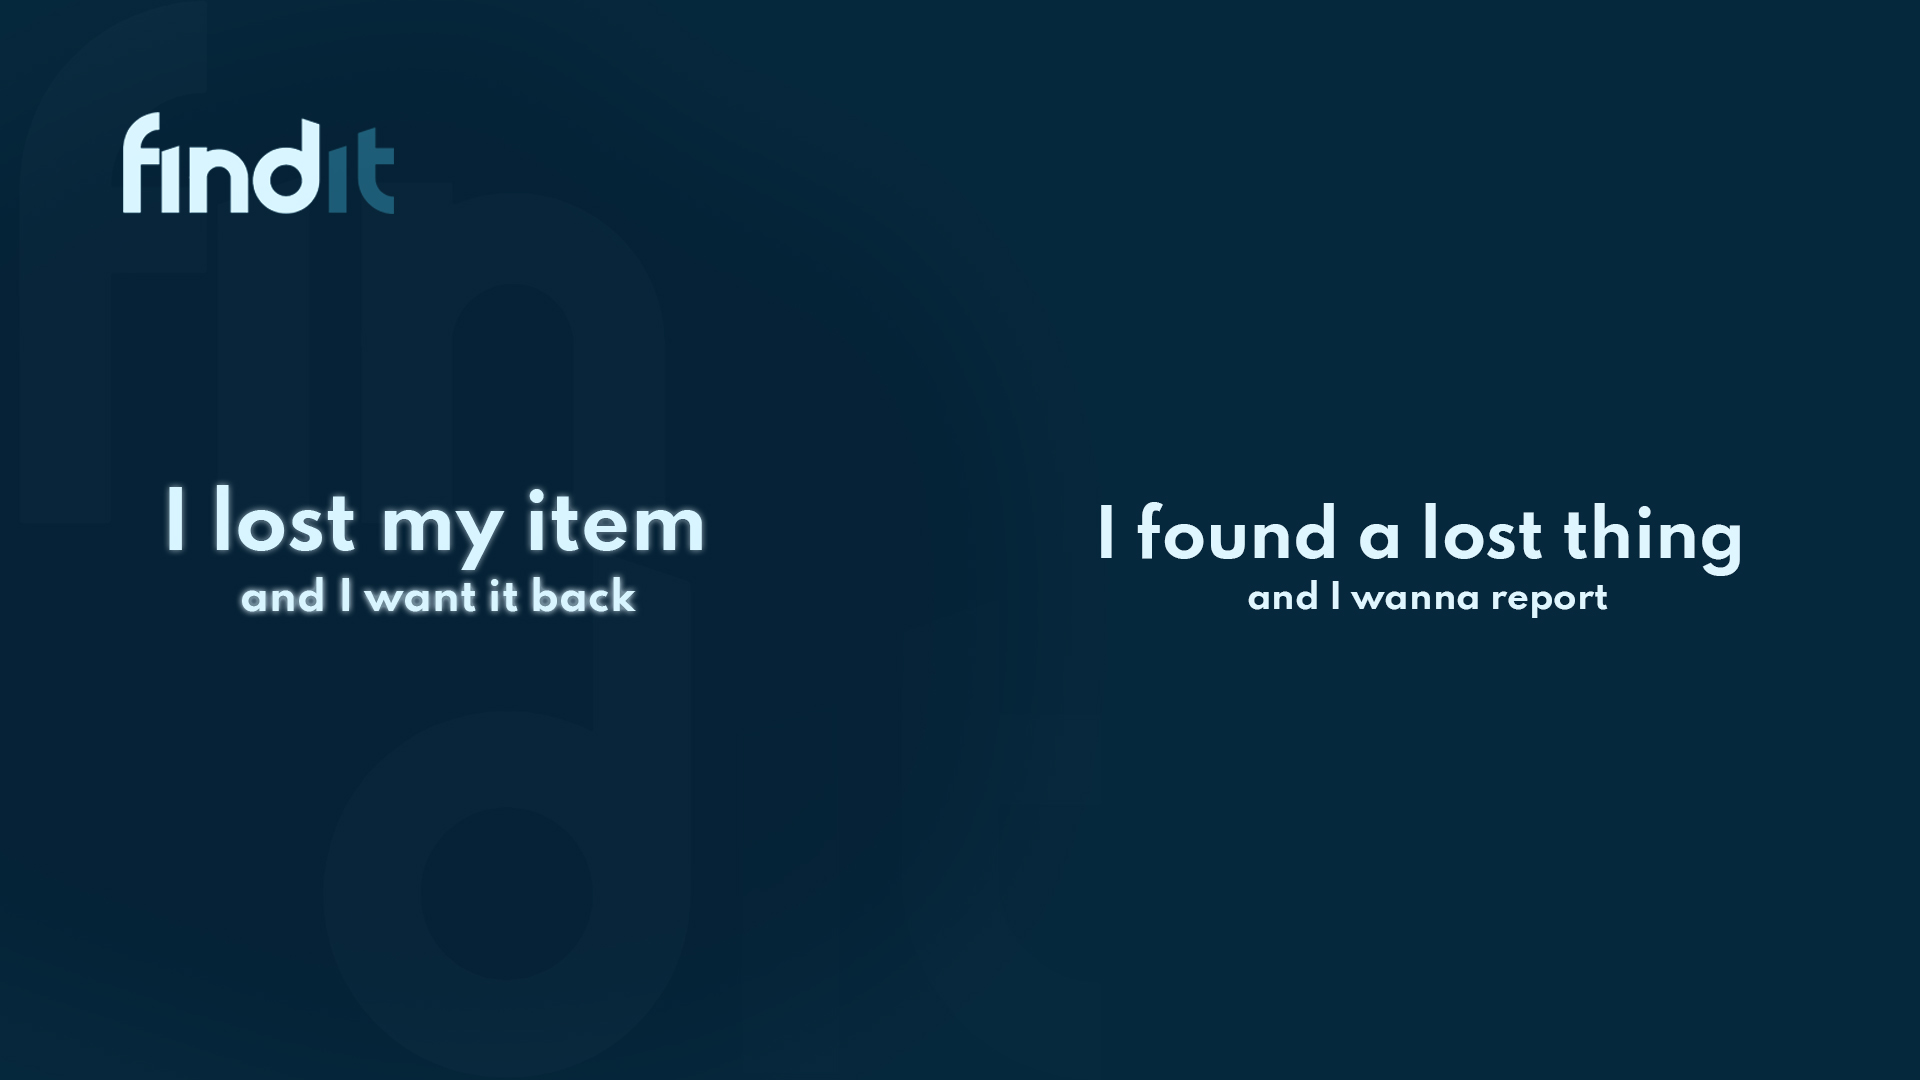 findit
I lost my item
and I want it back
I found a lost thing
and I wanna report